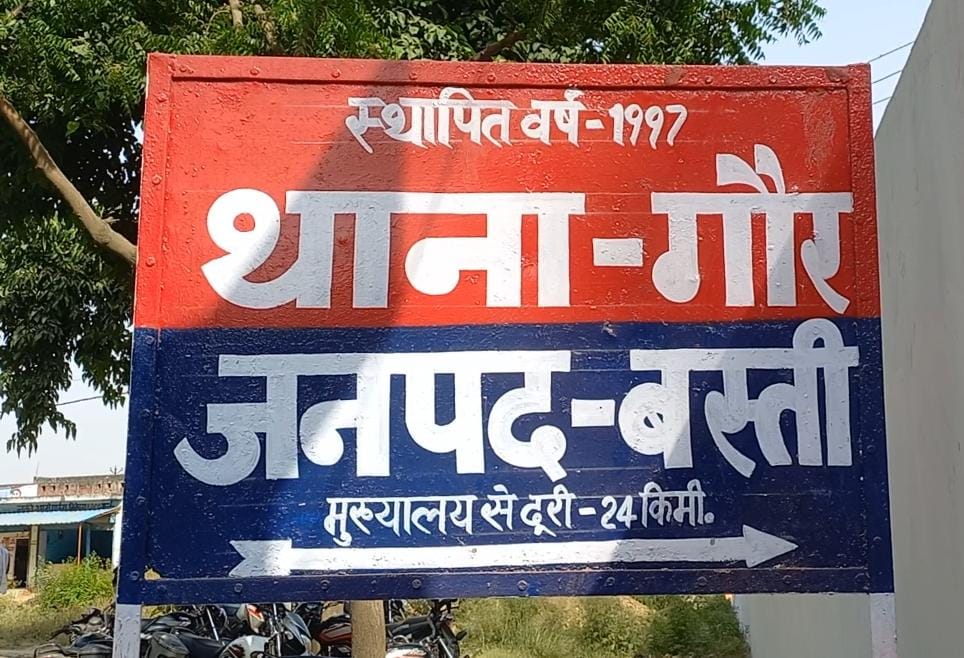 स्थापित वर्ष-1997
थाना-गौर
जनपद-बस्ती
मुख्यालय से दूरी-24 किमी.